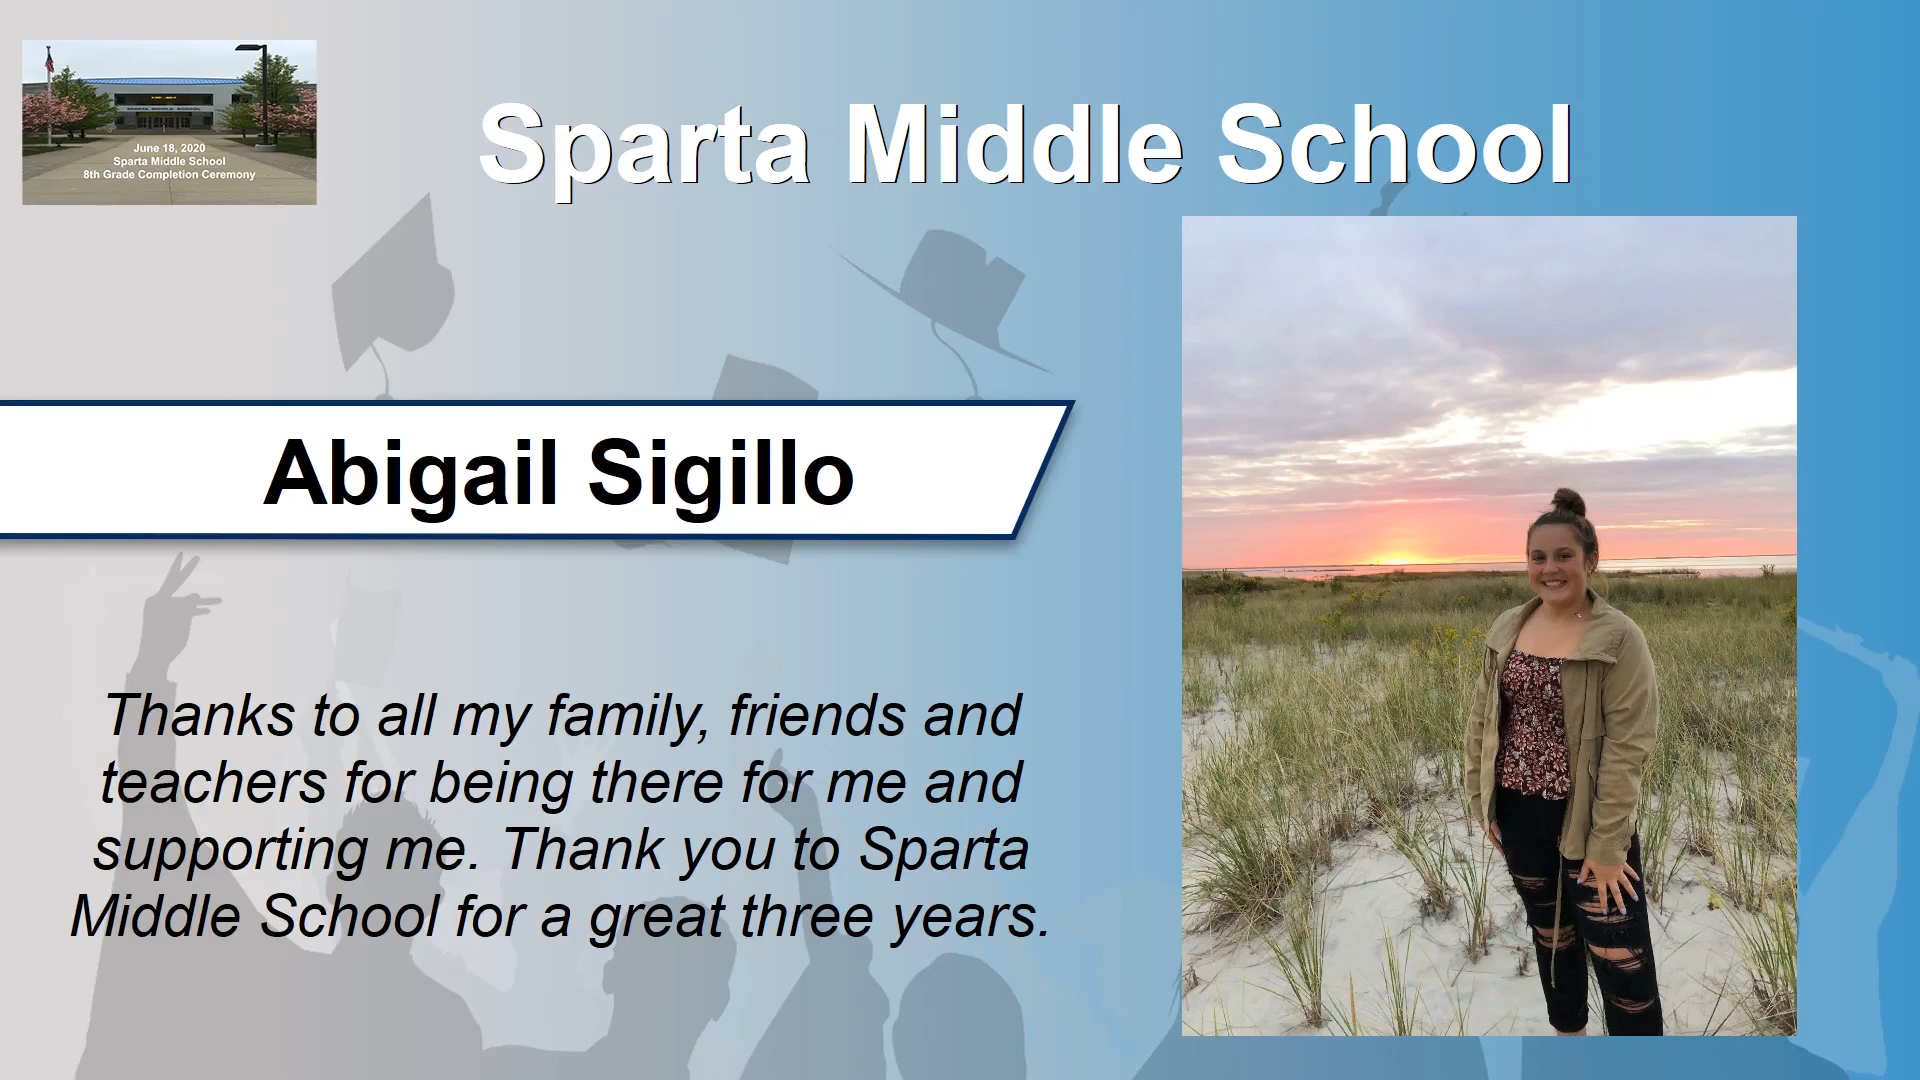 June 18, 2020
Sparta Middle School
8th Grade Completion Ceremony
Sparta Middle School
Abigail Sigillo
Thanks to all my family, friends and
teachers for being there for me and
supporting me. Thank you to Sparta
Middle School for a great three years.